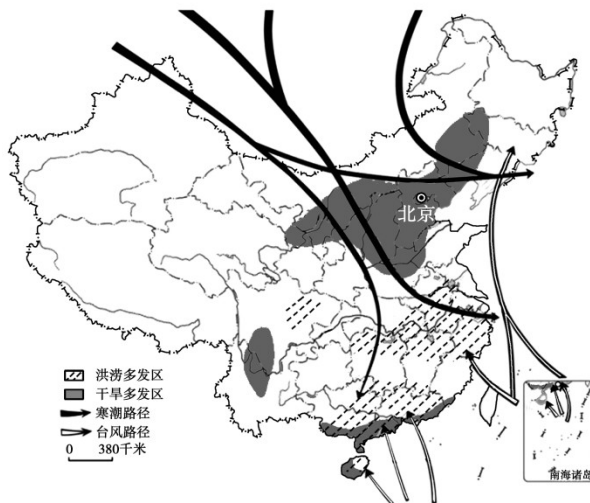 北京
洪涝多发区
干旱多发区
寒潮路径
台风路径
0 380千米
南海诸岛